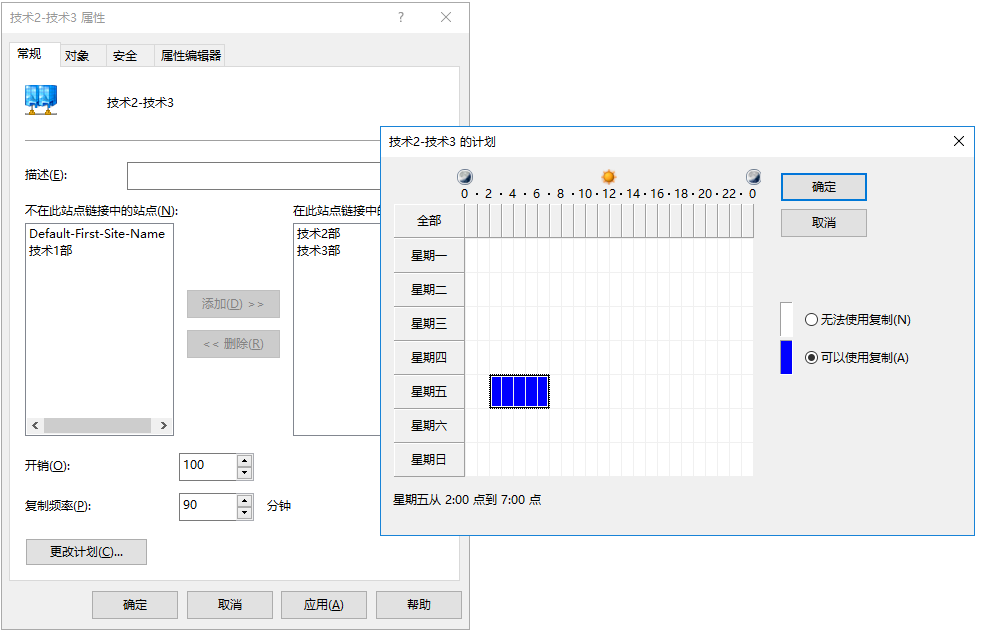 技术2-技术3 属性
常规 对象 安全 属性编辑器
技术2-技术3
描述(E):
不在此站点链接中的站点(N):
Default-First-Site-Name
技术1部
添加(D) >>
<< 删除(R)
在此站点链接中的
技术2部
技术3部
开销(O):
100
复制频率(P):
90
分钟
更改计划(C)...
确定 取消 应用(A) 帮助
技术2-技术3 的计划
0 · 2 · 4 · 6 · 8 · 10 · 12 · 14 · 16 · 18 · 20 · 22 · 0
全部
星期一
星期二
星期三
星期四
星期五
星期六
星期日
星期五从 2:00 点到 7:00 点
确定
取消
无法使用复制(N)
可以使用复制(A)